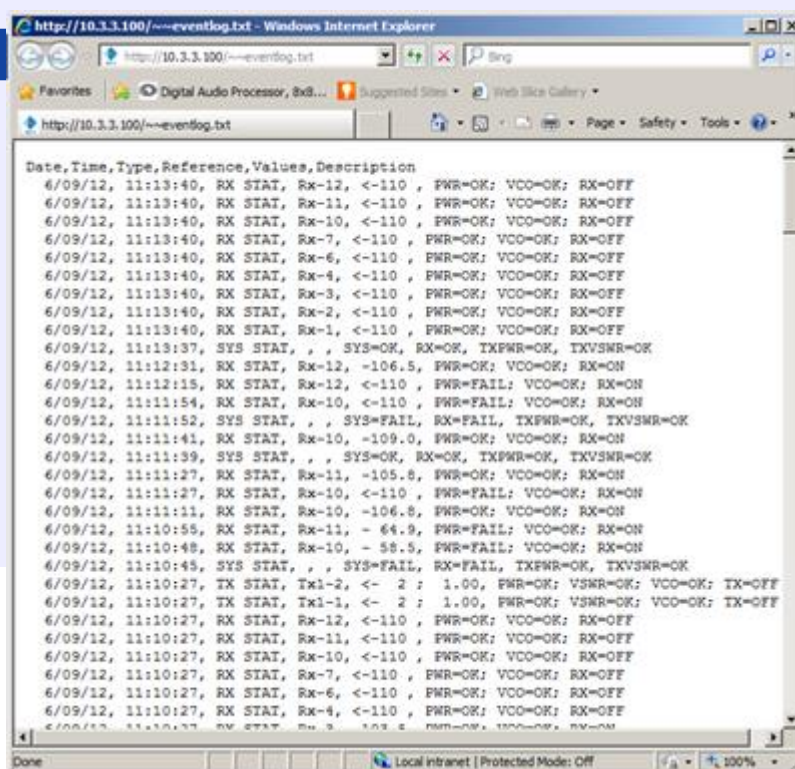 http://10.3.3.100/~~eventlog.txt - Windows Internet Explorer
http://10.3.3.100/~~eventlog.txt
Bing
Favorites
Digital Audio Processor, 8x8...
Suggested Sites
Web Slice Gallery
http://10.3.3.100/~~eventlog.txt
Page
Safety
Tools
Date,Time,Type,Reference,Values,Description
6/09/12, 11:13:40, RX STAT, Rx-12, <-110 , PWR=OK; VCO=OK; RX=OFF
6/09/12, 11:13:40, RX STAT, Rx-11, <-110 , PWR=OK; VCO=OK; RX=OFF
6/09/12, 11:13:40, RX STAT, Rx-10, <-110 , PWR=OK; VCO=OK; RX=OFF
6/09/12, 11:13:40, RX STAT, Rx-7, <-110 , PWR=OK; VCO=OK; RX=OFF
6/09/12, 11:13:40, RX STAT, Rx-6, <-110 , PWR=OK; VCO=OK; RX=OFF
6/09/12, 11:13:40, RX STAT, Rx-4, <-110 , PWR=OK; VCO=OK; RX=OFF
6/09/12, 11:13:40, RX STAT, Rx-3, <-110 , PWR=OK; VCO=OK; RX=OFF
6/09/12, 11:13:40, RX STAT, Rx-2, <-110 , PWR=OK; VCO=OK; RX=OFF
6/09/12, 11:13:40, RX STAT, Rx-1, <-110 , PWR=OK; VCO=OK; RX=OFF
6/09/12, 11:13:37, SYS STAT, , , SYS=OK, RX=OK, TXPWR=OK, TXVSWR=OK
6/09/12, 11:12:31, RX STAT, Rx-12, -106.5, PWR=OK; VCO=OK; RX=ON
6/09/12, 11:12:15, RX STAT, Rx-12, <-110 , PWR=FAIL; VCO=OK; RX=ON
6/09/12, 11:11:54, RX STAT, Rx-10, <-110 , PWR=FAIL; VCO=OK; RX=ON
6/09/12, 11:11:52, SYS STAT, , , SYS=FAIL, RX=FAIL, TXPWR=OK, TXVSWR=OK
6/09/12, 11:11:41, RX STAT, Rx-10, -109.0, PWR=OK; VCO=OK; RX=ON
6/09/12, 11:11:39, SYS STAT, , , SYS=OK, RX=OK, TXPWR=OK, TXVSWR=OK
6/09/12, 11:11:27, RX STAT, Rx-11, -105.8, PWR=OK; VCO=OK; RX=ON
6/09/12, 11:11:27, RX STAT, Rx-10, <-110 , PWR=FAIL; VCO=OK; RX=ON
6/09/12, 11:11:11, RX STAT, Rx-10, -106.8, PWR=OK; VCO=OK; RX=ON
6/09/12, 11:10:55, RX STAT, Rx-11, - 64.9, PWR=FAIL; VCO=OK; RX=ON
6/09/12, 11:10:48, RX STAT, Rx-10, - 58.5, PWR=FAIL; VCO=OK; RX=ON
6/09/12, 11:10:45, SYS STAT, , , SYS=FAIL, RX=FAIL, TXPWR=OK, TXVSWR=OK
6/09/12, 11:10:27, TX STAT, Tx1-2, <- 2 ; 1.00, PWR=OK; VSWR=OK; VCO=OK; TX=OFF
6/09/12, 11:10:27, TX STAT, Tx1-1, <- 2 ; 1.00, PWR=OK; VSWR=OK; VCO=OK; TX=OFF
6/09/12, 11:10:27, RX STAT, Rx-12, <-110 , PWR=OK; VCO=OK; RX=OFF
6/09/12, 11:10:27, RX STAT, Rx-11, <-110 , PWR=OK; VCO=OK; RX=OFF
6/09/12, 11:10:27, RX STAT, Rx-10, <-110 , PWR=OK; VCO=OK; RX=OFF
6/09/12, 11:10:27, RX STAT, Rx-7, <-110 , PWR=OK; VCO=OK; RX=OFF
6/09/12, 11:10:27, RX STAT, Rx-6, <-110 , PWR=OK; VCO=OK; RX=OFF
6/09/12, 11:10:27, RX STAT, Rx-4, <-110 , PWR=OK; VCO=OK; RX=OFF
Done
Local intranet | Protected Mode: Off
100%